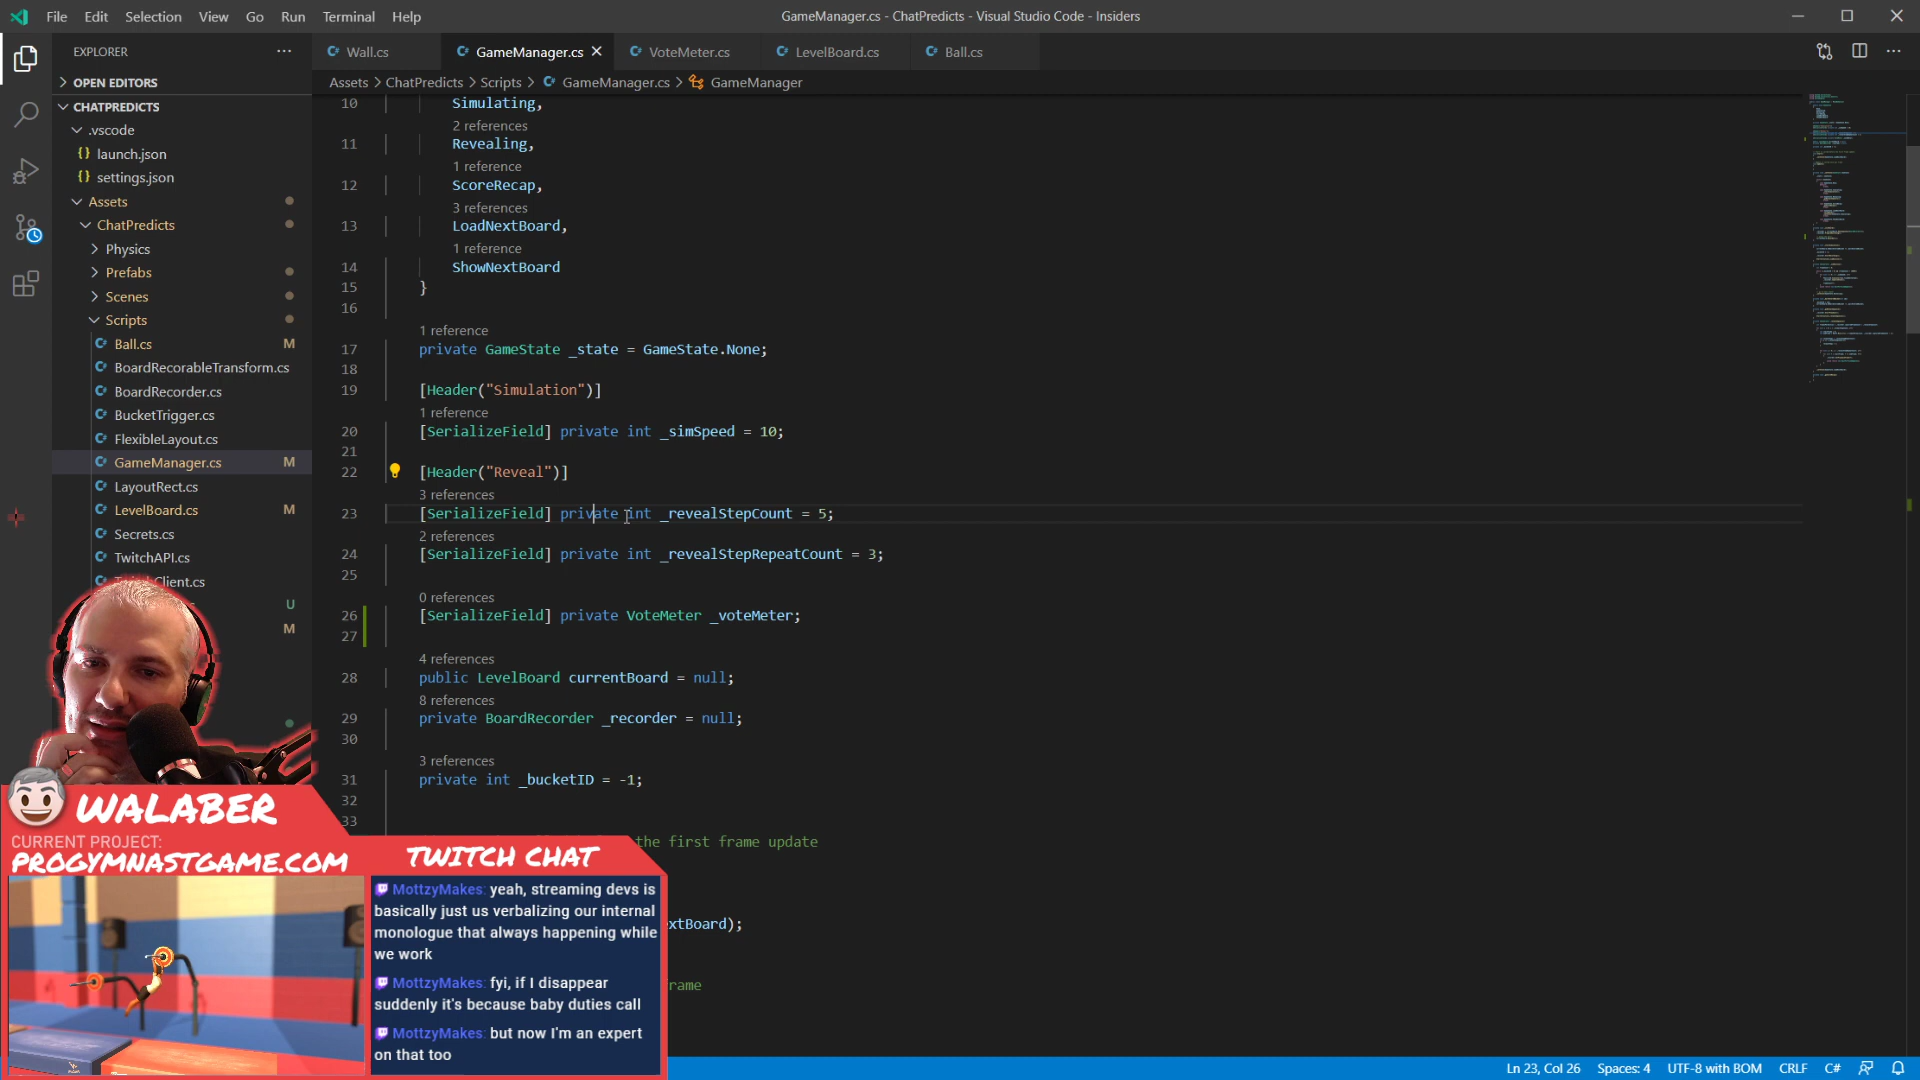 File Edit Selection View Go Run Terminal Help
GameManager.cs - ChatPredicts - Visual Studio Code - Insiders
EXPLORER
Wall.cs
GameManager.cs
VoteMeter.cs
LevelBoard.cs
Ball.cs
OPEN EDITORS
Assets > ChatPredicts > Scripts > GameManager.cs > GameManager
CHATPREDICTS
.vscode
launch.json
settings.json
Assets
ChatPredicts
Physics
Prefabs
Scenes
Scripts
Ball.cs M
BoardRecorableTransform.cs
BoardRecorder.cs
BucketTrigger.cs
FlexibleLayout.cs
GameManager.cs M
LayoutRect.cs
LevelBoard.cs M
Secrets.cs
TwitchAPI.cs
Client.cs
U
M
10 Simulating,
2 references
11 Revealing,
1 reference
12 ScoreRecap,
3 references
13 LoadNextBoard,
1 reference
14 ShowNextBoard
15 }
16
1 reference
17 private GameState _state = GameState.None;
18
19 [Header("Simulation")]
1 reference
20 [SerializeField] private int _simSpeed = 10;
21
22 [Header("Reveal")]
3 references
23 [SerializeField] private int _revealStepCount = 5;
2 references
24 [SerializeField] private int _revealStepRepeatCount = 3;
25
0 references
26 [SerializeField] private VoteMeter _voteMeter;
27
4 references
28 public LevelBoard currentBoard = null;
8 references
29 private BoardRecorder _recorder = null;
30
3 references
31 private int _bucketID = -1;
32
33
the first frame update
xtBoard);
rame
WALABER
CURRENT PROJECT:
PROGYMNASTGAME.COM
TWITCH CHAT
MottzyMakes: yeah, streaming devs is
basically just us verbalizing our internal
monologue that always happening while
we work
MottzyMakes: fyi, if I disappear
suddenly it's because baby duties call
MottzyMakes: but now I'm an expert
on that too
Ln 23, Col 26 Spaces: 4 UTF-8 with BOM CRLF C#